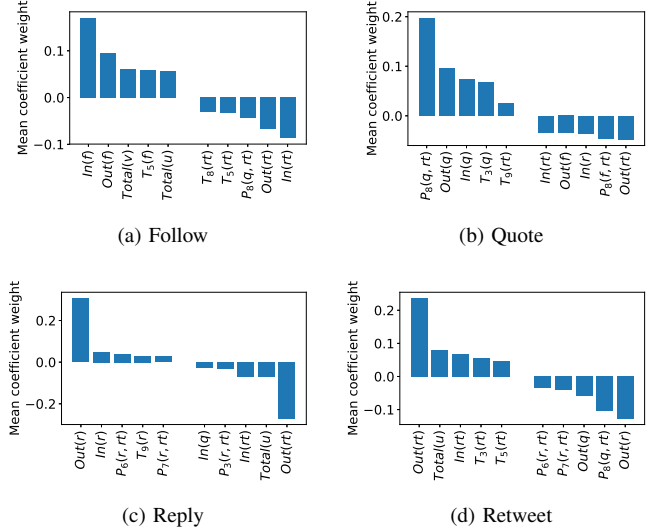 Mean coefficient weight
0.1
0.0
−0.1
In(f)
Out(f)
Total(v)
T5(f)
Total(u)
T8(rt)
T5(rt)
P8(q, rt)
Out(rt)
In(rt)
(a) Follow
Mean coefficient weight
0.2
0.1
0.0
P8(q, rt)
Out(q)
In(q)
T3(q)
T9(rt)
In(rt)
Out(f)
In(r)
P8(f, rt)
Out(rt)
(b) Quote
Mean coefficient weight
0.2
0.0
−0.2
Out(r)
In(r)
P6(r, rt)
T9(r)
P7(r, rt)
In(q)
P3(r, rt)
In(rt)
Total(u)
Out(rt)
(c) Reply
Mean coefficient weight
0.2
0.1
0.0
−0.1
Out(rt)
Total(u)
In(rt)
T3(rt)
T5(rt)
P6(r, rt)
P7(r, rt)
Out(q)
P8(q, rt)
Out(r)
(d) Retweet